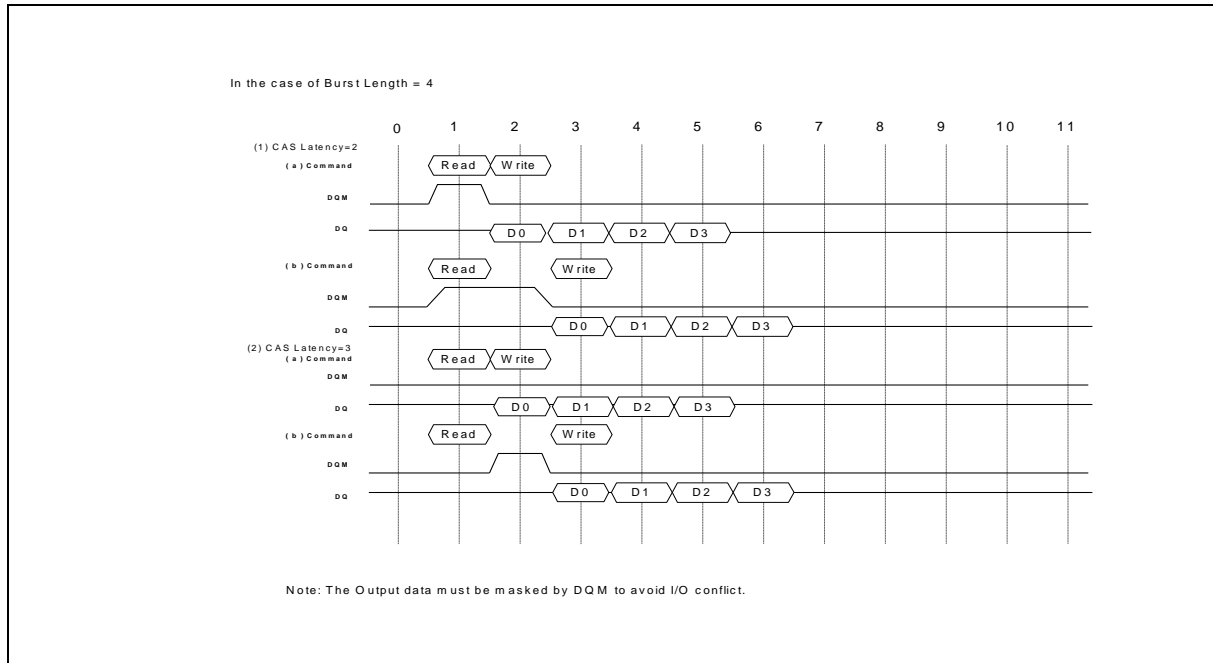 In the case of Burst Length = 4
0 1 2 3 4 5 6 7 8 9 10 11
(1) CAS Latency=2
(a) Command Read Write
DQM
DQ D0 D1 D2 D3
(b) Command Read Write
DQM
DQ D0 D1 D2 D3
(2) CAS Latency=3
(a) Command Read Write
DQM
DQ D0 D1 D2 D3
(b) Command Read Write
DQM
DQ D0 D1 D2 D3
Note: The Output data must be masked by DQM to avoid I/O conflict.